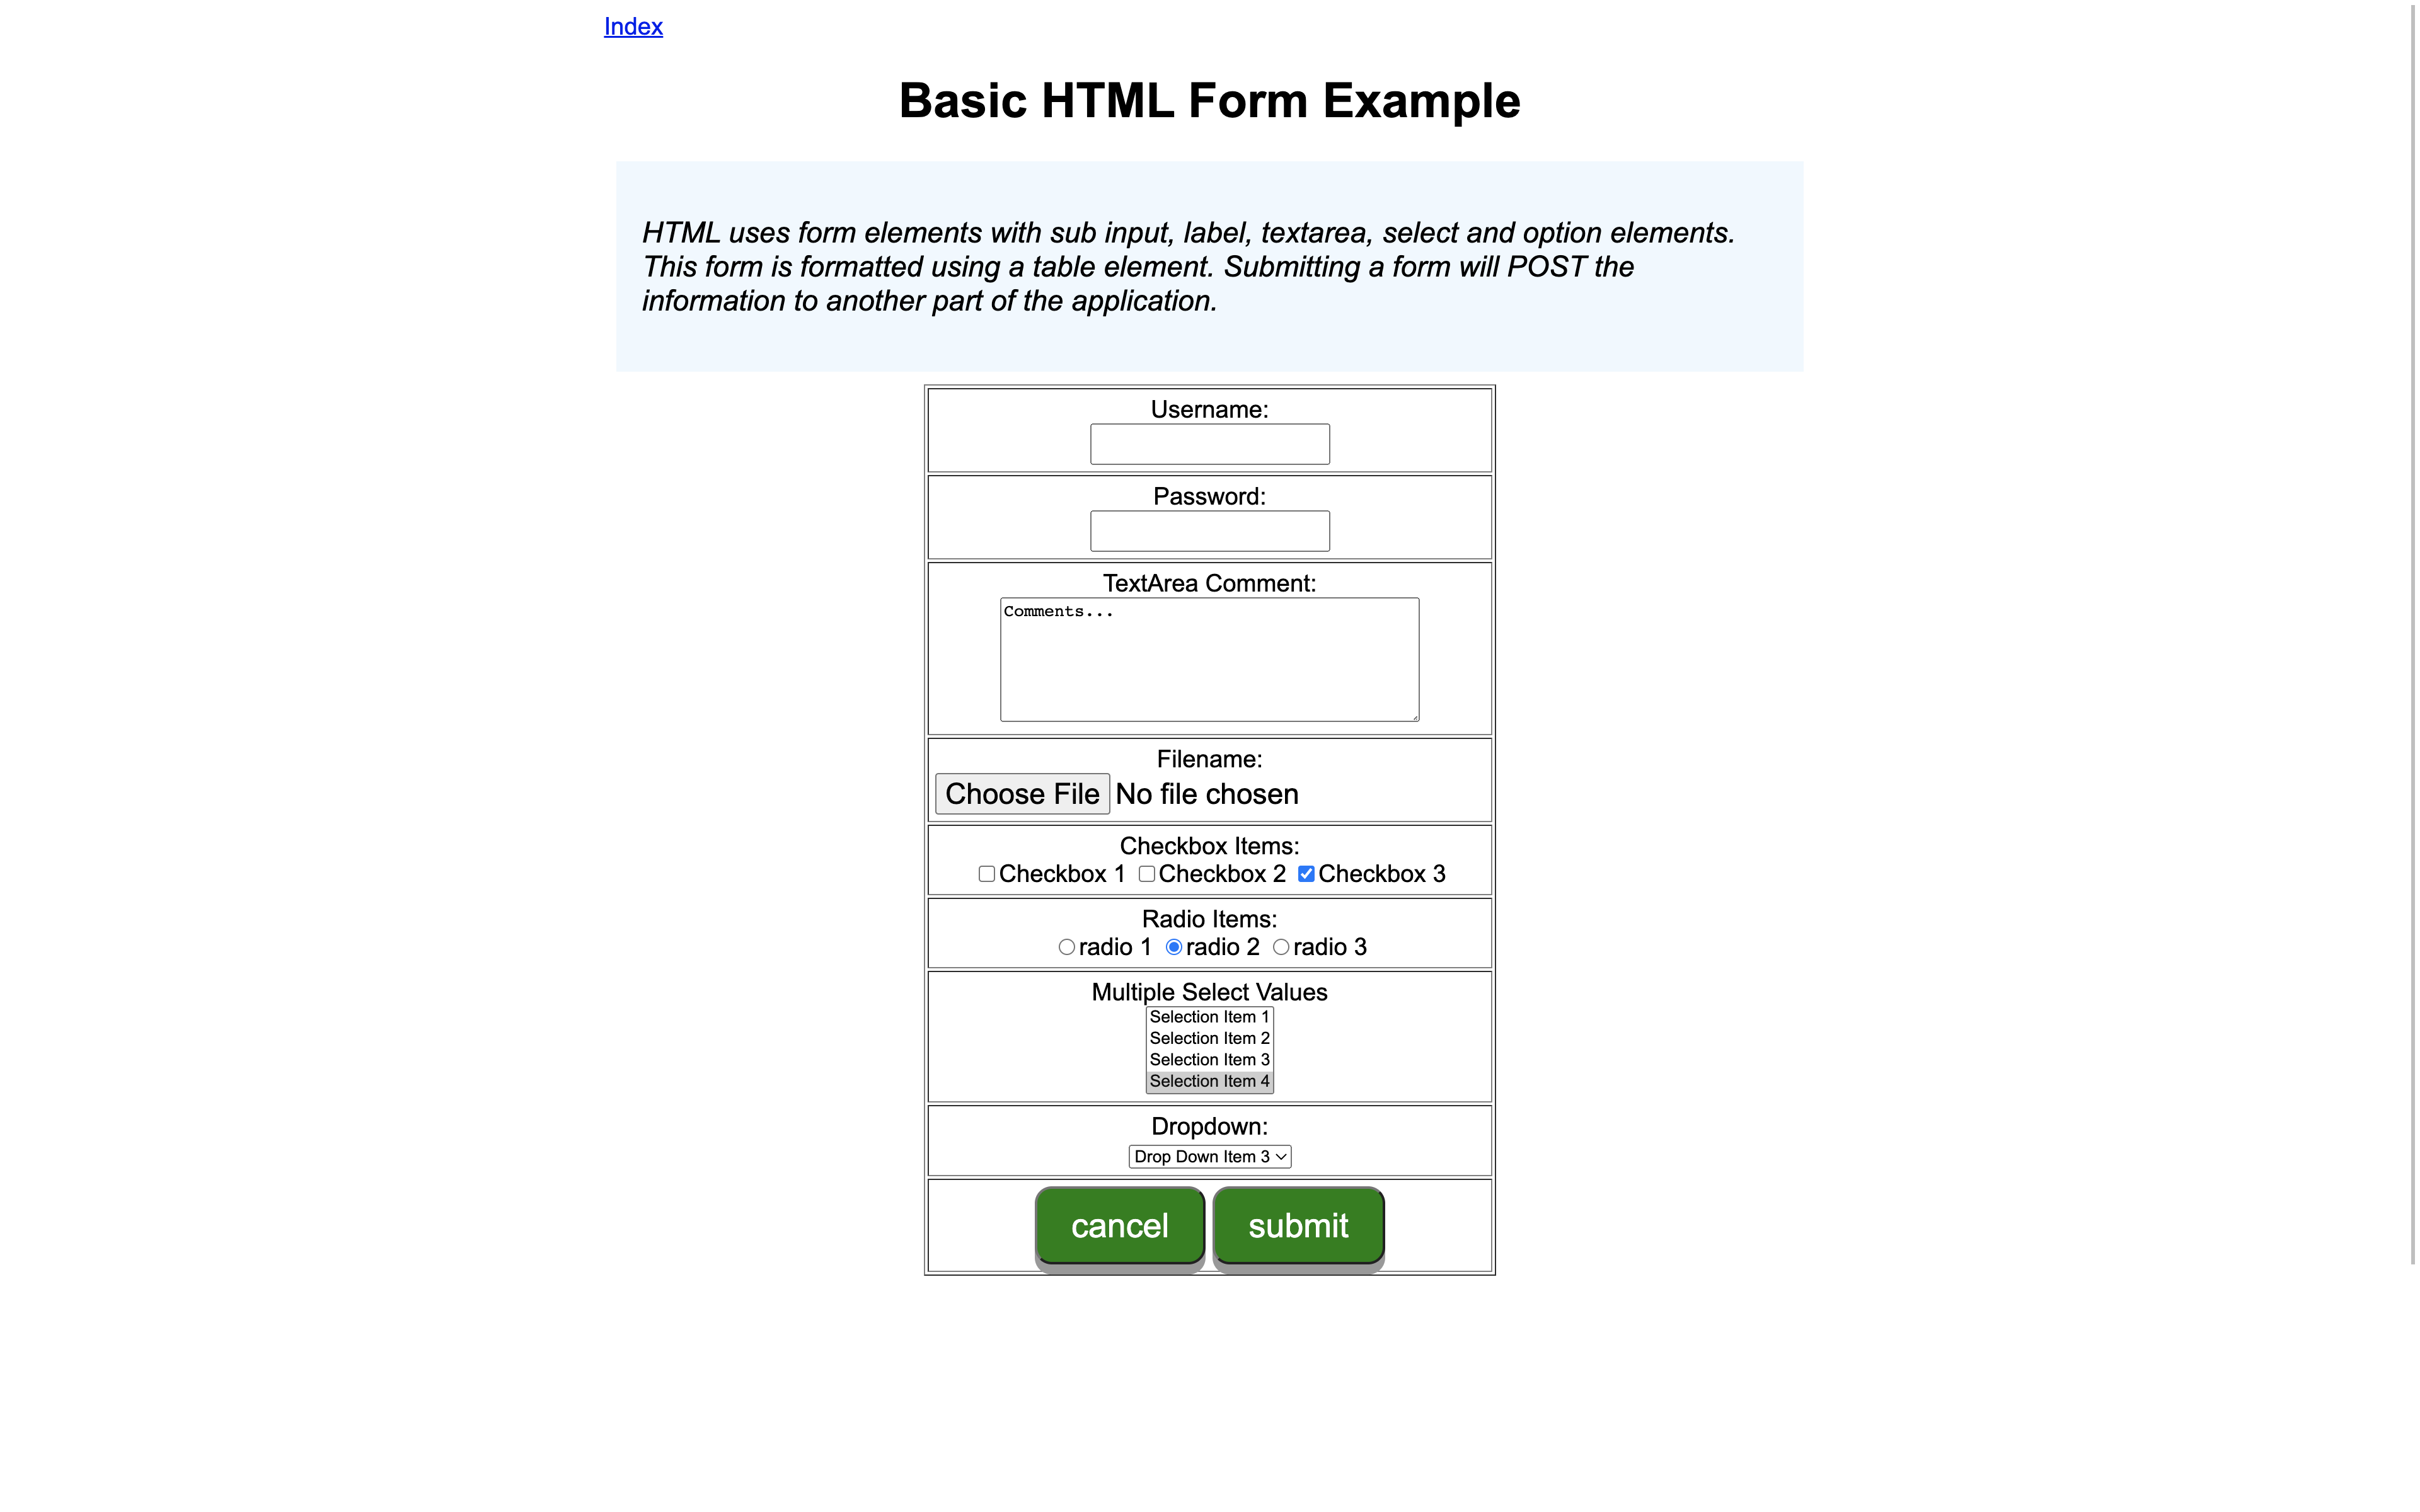 Index
Basic HTML Form Example
HTML uses form elements with sub input, label, textarea, select and option elements.
This form is formatted using a table element. Submitting a form will POST the
information to another part of the application.
Username:
Password:
TextArea Comment:
Comments...
Filename:
Choose File No file chosen
Checkbox Items:
Checkbox 1 Checkbox 2 Checkbox 3
Radio Items:
radio 1 radio 2 radio 3
Multiple Select Values
Selection Item 1
Selection Item 2
Selection Item 3
Selection Item 4
Dropdown:
Drop Down Item 3
cancel submit